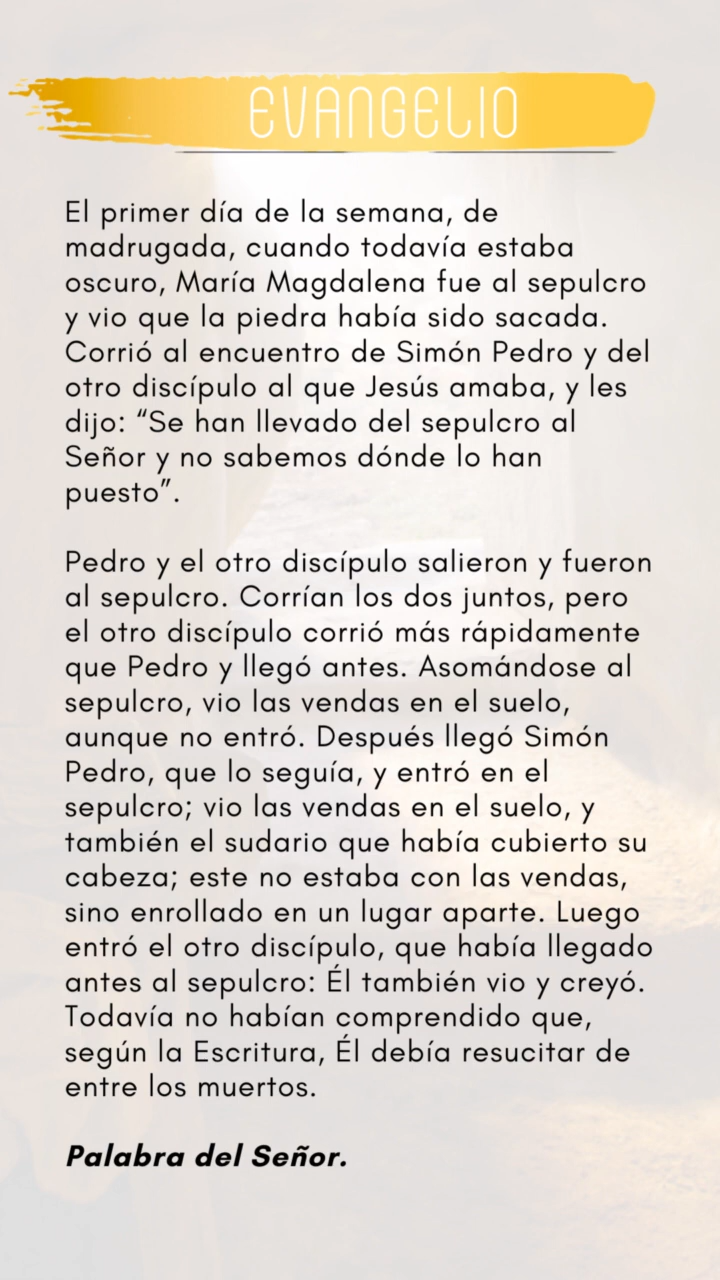 EVANGELIO
El primer día de la semana, de
madrugada, cuando todavía estaba
oscuro, María Magdalena fue al sepulcro
y vio que la piedra había sido sacada.
Corrió al encuentro de Simón Pedro y del
otro discípulo al que Jesús amaba, y les
dijo: “Se han llevado del sepulcro al
Señor y no sabemos dónde lo han
puesto”.
Pedro y el otro discípulo salieron y fueron
al sepulcro. Corrían los dos juntos, pero
el otro discípulo corrió más rápidamente
que Pedro y llegó antes. Asomándose al
sepulcro, vio las vendas en el suelo,
aunque no entró. Después llegó Simón
Pedro, que lo seguía, y entró en el
sepulcro; vio las vendas en el suelo, y
también el sudario que había cubierto su
cabeza; este no estaba con las vendas,
sino enrollado en un lugar aparte. Luego
entró el otro discípulo, que había llegado
antes al sepulcro: Él también vio y creyó.
Todavía no habían comprendido que,
según la Escritura, Él debía resucitar de
entre los muertos.
Palabra del Señor.